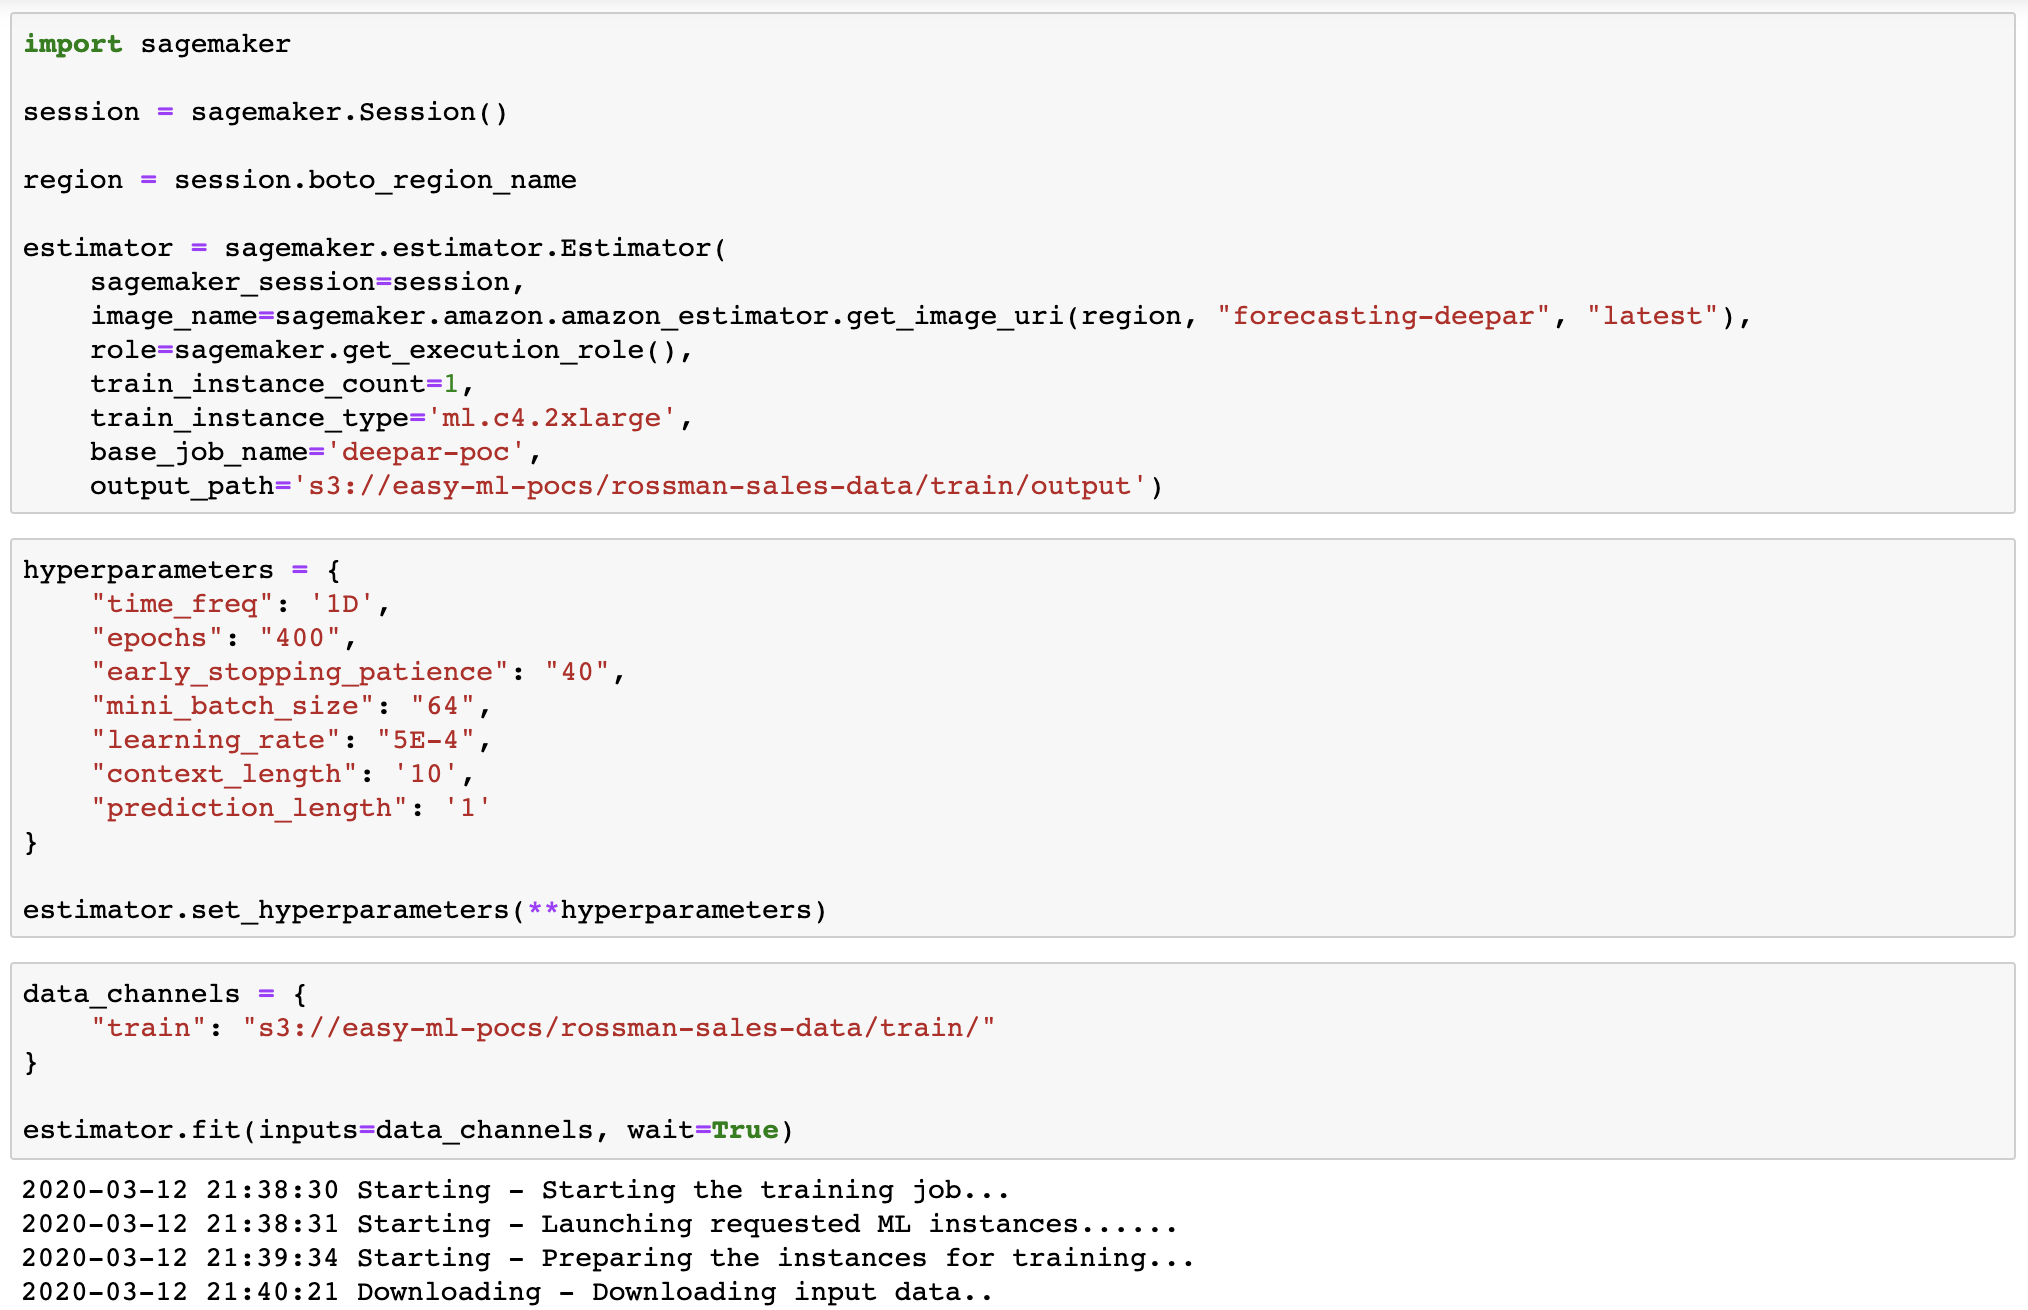 import sagemaker
session = sagemaker.Session()
region = session.boto_region_name
estimator = sagemaker.estimator.Estimator(
    sagemaker_session=session,
    image_name=sagemaker.amazon.amazon_estimator.get_image_uri(region, "forecasting-deepar", "latest"),
    role=sagemaker.get_execution_role(),
    train_instance_count=1,
    train_instance_type='ml.c4.2xlarge',
    base_job_name='deepar-poc',
    output_path='s3://easy-ml-pocs/rossman-sales-data/train/output')
hyperparameters = {
    "time_freq": '1D',
    "epochs": "400",
    "early_stopping_patience": "40",
    "mini_batch_size": "64",
    "learning_rate": "5E-4",
    "context_length": '10',
    "prediction_length": '1'
}
estimator.set_hyperparameters(**hyperparameters)
data_channels = {
    "train": "s3://easy-ml-pocs/rossman-sales-data/train/"
}
estimator.fit(inputs=data_channels, wait=True)
2020-03-12 21:38:30 Starting - Starting the training job...
2020-03-12 21:38:31 Starting - Launching requested ML instances......
2020-03-12 21:39:34 Starting - Preparing the instances for training...
2020-03-12 21:40:21 Downloading - Downloading input data..